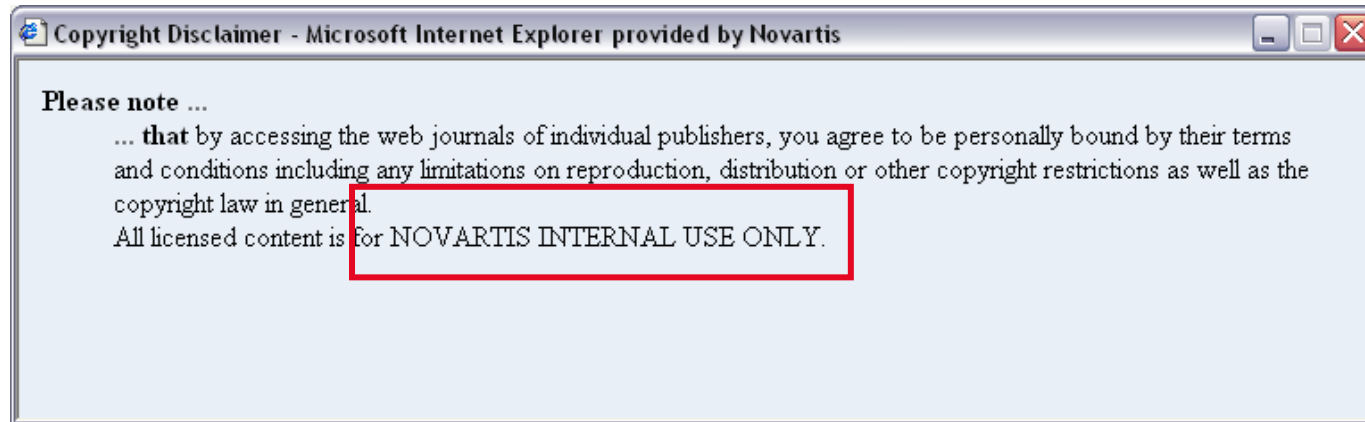 Copyright Disclaimer - Microsoft Internet Explorer provided by Novartis
Please note ...
... that by accessing the web journals of individual publishers, you agree to be personally bound by their terms
and conditions including any limitations on reproduction, distribution or other copyright restrictions as well as the
copyright law in general.
All licensed content is for NOVARTIS INTERNAL USE ONLY.